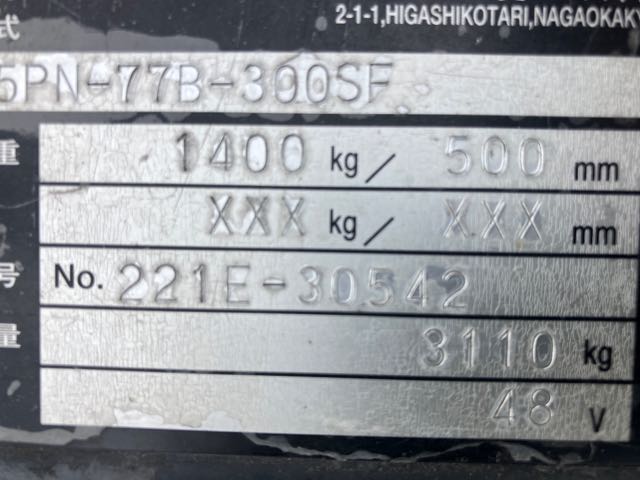 2-1-1,HIGASHIKOTARI,NAGAOKAKY
式
5PN-77B-300SF
重 1400 kg/ 500 mm
XXX kg/ XXX mm
号 No. 221E-30542
量 3110 kg
48 V